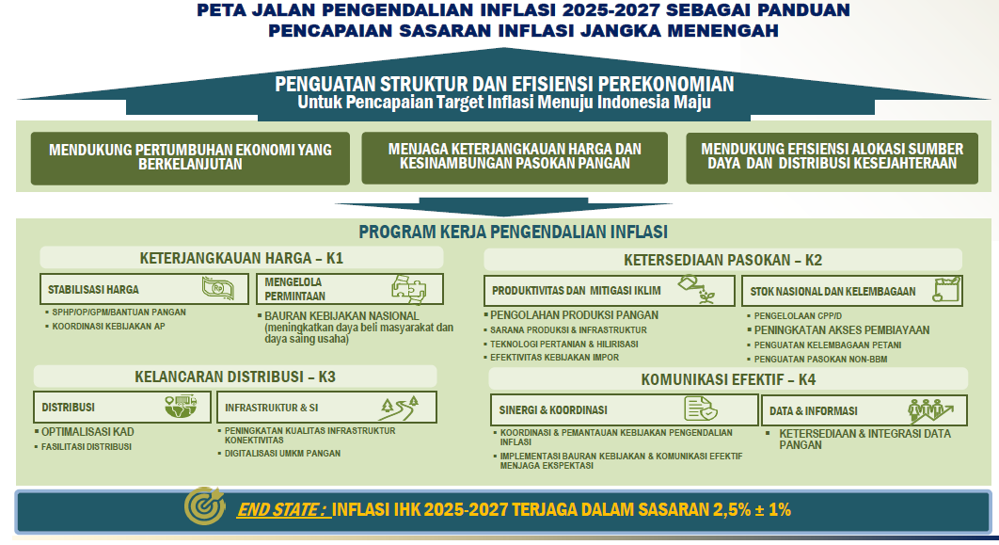 PETA JALAN PENGENDALIAN INFLASI 2025-2027 SEBAGAI PANDUAN
PENCAPAIAN SASARAN INFLASI JANGKA MENENGAH
PENGUATAN STRUKTUR DAN EFISIENSI PEREKONOMIAN
Untuk Pencapaian Target Inflasi Menuju Indonesia Maju
MENDUKUNG PERTUMBUHAN EKONOMI YANG
BERKELANJUTAN
MENJAGA KETERJANGKAUAN HARGA DAN
KESINAMBUNGAN PASOKAN PANGAN
MENDUKUNG EFISIENSI ALOKASI SUMBER
DAYA DAN DISTRIBUSI KESEJAHTERAAN
PROGRAM KERJA PENGENDALIAN INFLASI
KETERJANGKAUAN HARGA – K1
STABILISASI HARGA
Rp
▪ SPHP/OP/GPM/BANTUAN PANGAN
▪ KOORDINASI KEBIJAKAN AP
MENGELOLA
PERMINTAAN
▪ BAURAN KEBIJAKAN NASIONAL
(meningkatkan daya beli masyarakat dan
daya saing usaha)
KETERSEDIAAN PASOKAN – K2
PRODUKTIVITAS DAN MITIGASI IKLIM
▪ PENGOLAHAN PRODUKSI PANGAN
▪ SARANA PRODUKSI & INFRASTRUKTUR
▪ TEKNOLOGI PERTANIAN & HILIRISASI
▪ EFEKTIVITAS KEBIJAKAN IMPOR
STOK NASIONAL DAN KELEMBAGAAN
▪ PENGELOLAAN CPP/D
▪ PENINGKATAN AKSES PEMBIAYAAN
▪ PENGUATAN KELEMBAGAAN PETANI
▪ PENGUATAN PASOKAN NON-BBM
KELANCARAN DISTRIBUSI – K3
DISTRIBUSI
▪ OPTIMALISASI KAD
▪ FASILITASI DISTRIBUSI
INFRASTRUKTUR & SI
▪ PENINGKATAN KUALITAS INFRASTRUKTUR
KONEKTIVITAS
▪ DIGITALISASI UMKM PANGAN
KOMUNIKASI EFEKTIF – K4
SINERGI & KOORDINASI
▪ KOORDINASI & PEMANTAUAN KEBIJAKAN PENGENDALIAN
INFLASI
▪ IMPLEMENTASI BAURAN KEBIJAKAN & KOMUNIKASI EFEKTIF
MENJAGA EKSPEKTASI
DATA & INFORMASI
▪ KETERSEDIAAN & INTEGRASI DATA
PANGAN
END STATE : INFLASI IHK 2025-2027 TERJAGA DALAM SASARAN 2,5% ± 1%